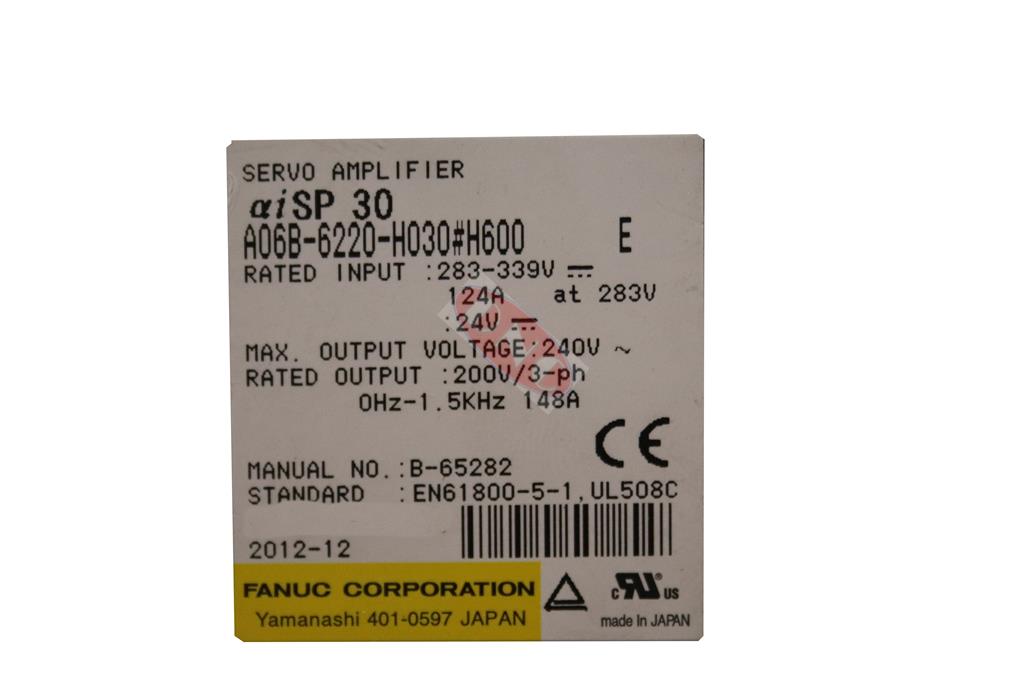 SERVO AMPLIFIER
αiSP 30
A06B-6220-H030#H600 E
RATED INPUT :283-339V ⎓
124A at 283V
:24V ⎓
MAX. OUTPUT VOLTAGE:240V ~
RATED OUTPUT :200V/3-ph
0Hz-1.5KHz 148A
CE
MANUAL NO.:B-65282
STANDARD :EN61800-5-1,UL508C
2012-12
FANUC CORPORATION
Yamanashi 401-0597 JAPAN
c RU® US
made in JAPAN